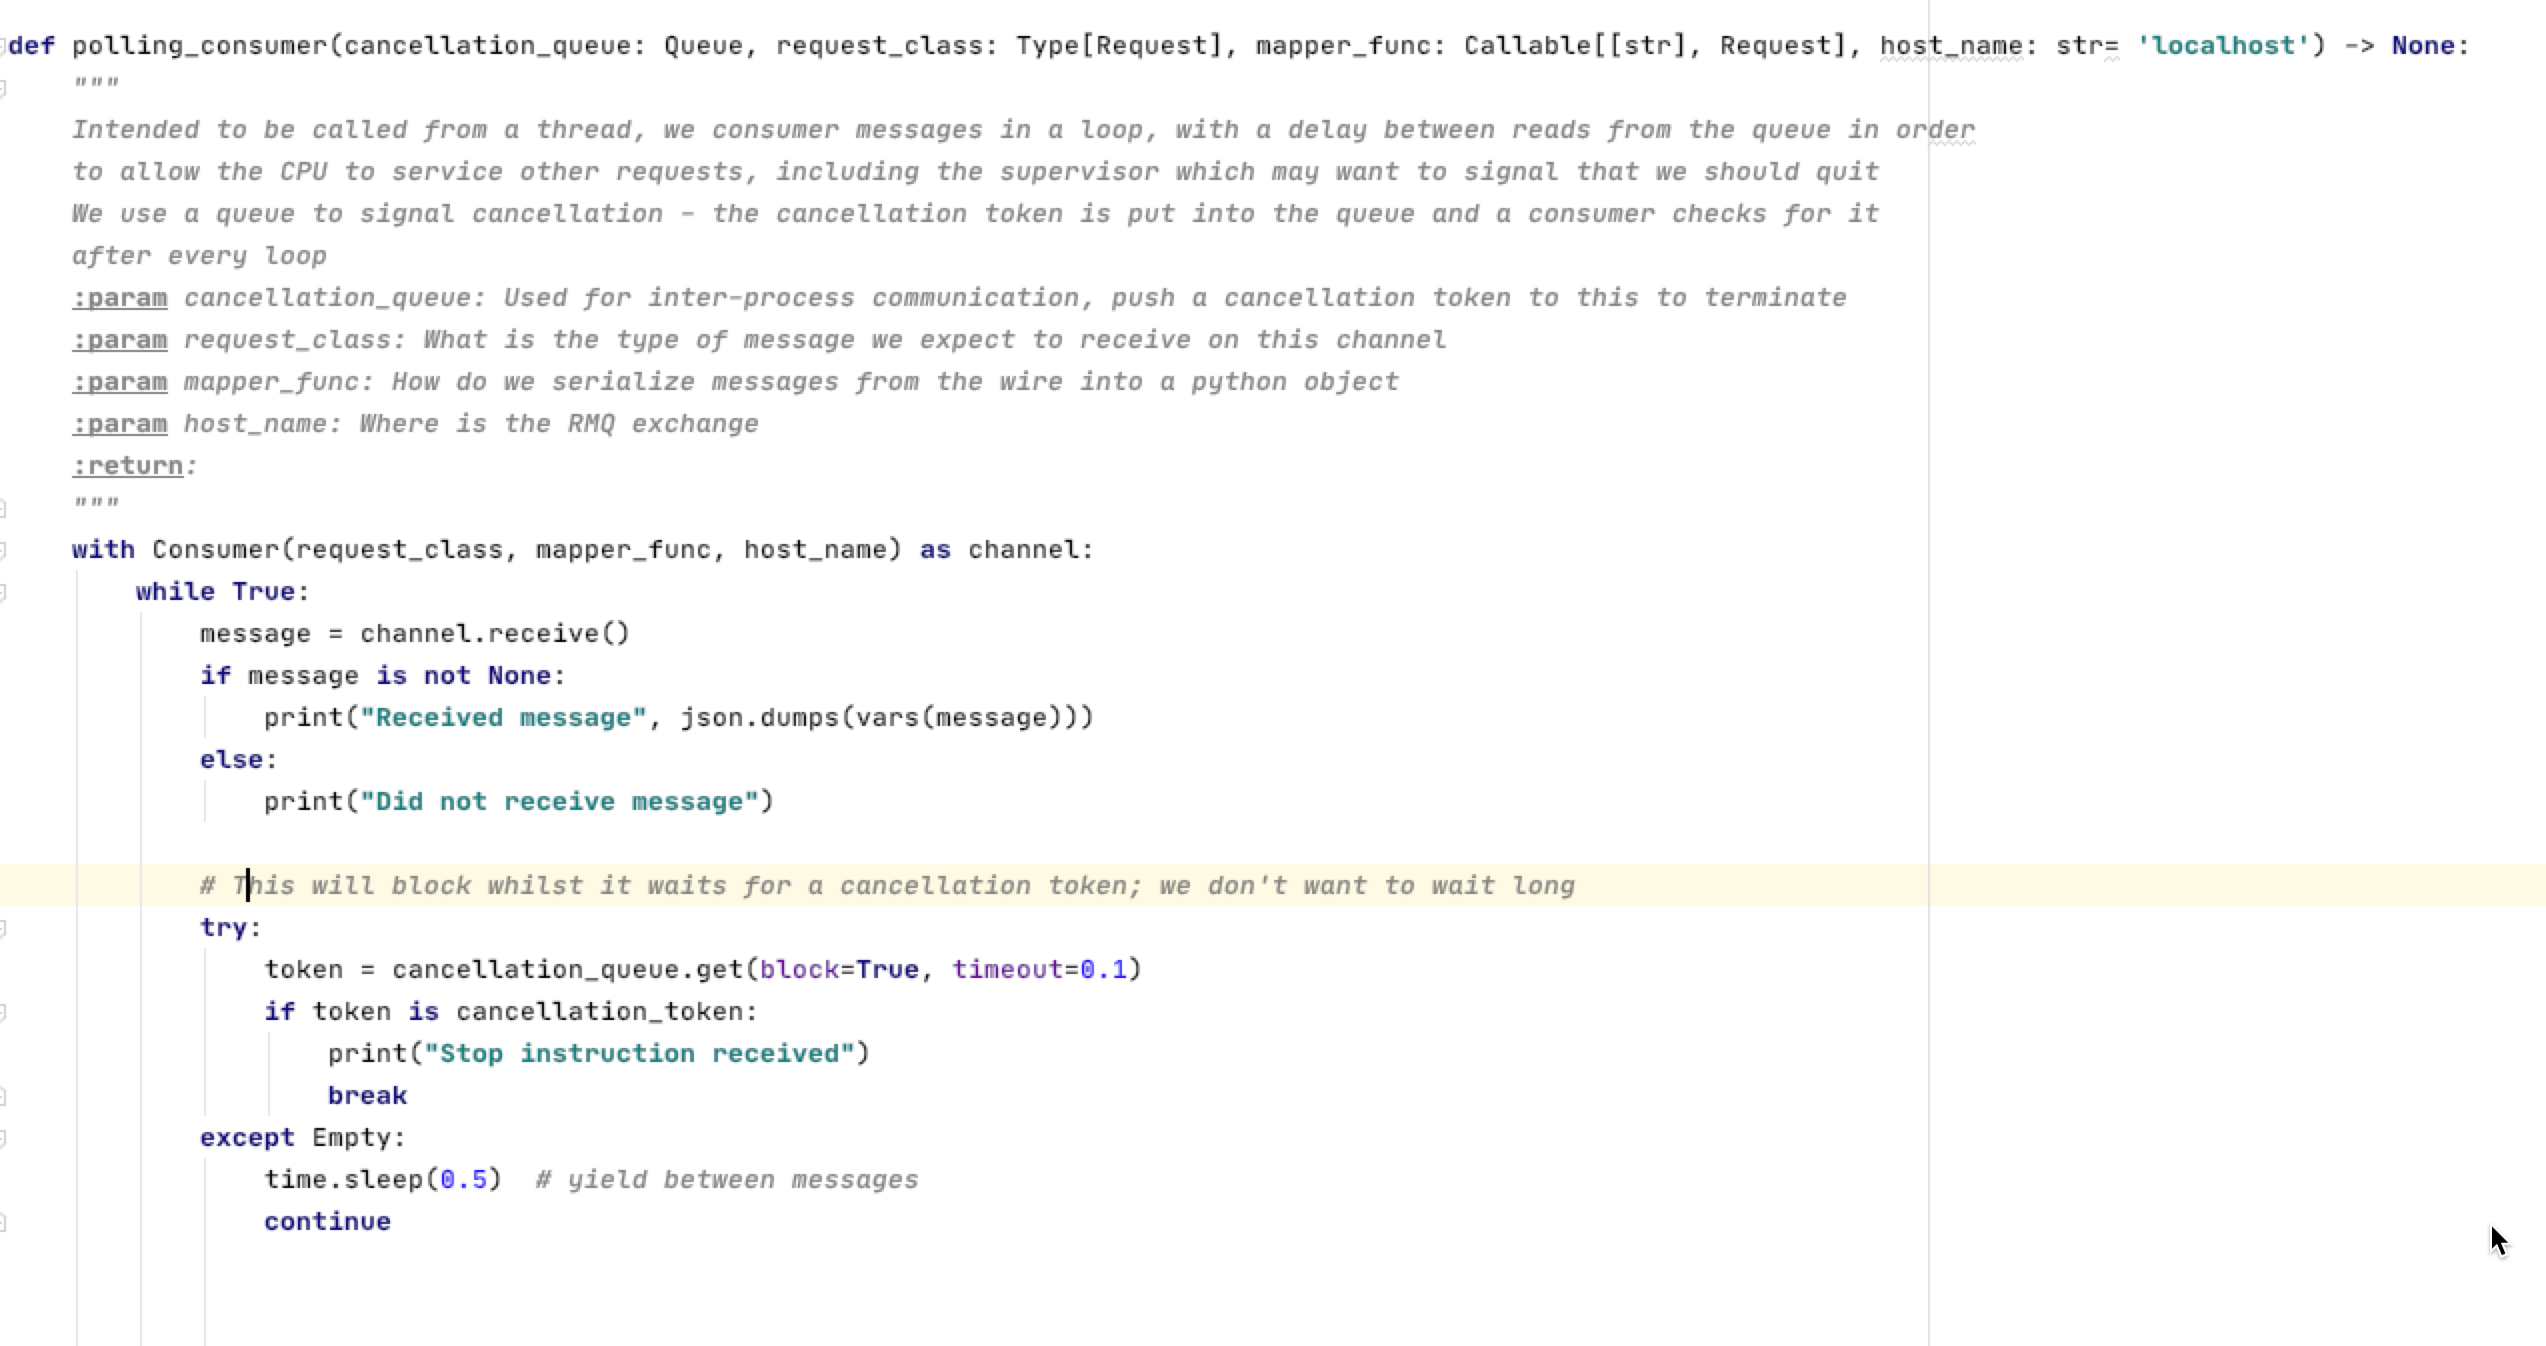 def polling_consumer(cancellation_queue: Queue, request_class: Type[Request], mapper_func: Callable[[str], Request], host_name: str= 'localhost') -> None:
    """
    Intended to be called from a thread, we consumer messages in a loop, with a delay between reads from the queue in order
    to allow the CPU to service other requests, including the supervisor which may want to signal that we should quit
    We use a queue to signal cancellation - the cancellation token is put into the queue and a consumer checks for it
    after every loop
    :param cancellation_queue: Used for inter-process communication, push a cancellation token to this to terminate
    :param request_class: What is the type of message we expect to receive on this channel
    :param mapper_func: How do we serialize messages from the wire into a python object
    :param host_name: Where is the RMQ exchange
    :return:
    """
    with Consumer(request_class, mapper_func, host_name) as channel:
        while True:
            message = channel.receive()
            if message is not None:
                print("Received message", json.dumps(vars(message)))
            else:
                print("Did not receive message")
            # This will block whilst it waits for a cancellation token; we don't want to wait long
            try:
                token = cancellation_queue.get(block=True, timeout=0.1)
                if token is cancellation_token:
                    print("Stop instruction received")
                    break
            except Empty:
                time.sleep(0.5)  # yield between messages
                continue